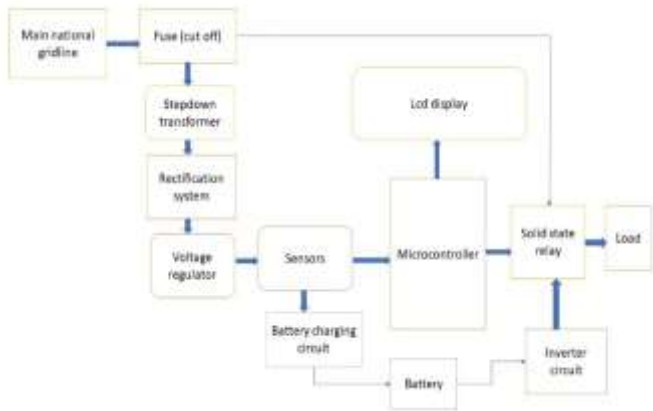 Main national
gridline
Fuse (cut off)
Stepdown
transformer
Lcd display
Rectification
system
Voltage
regulator
Sensors
Microcontroller
Solid state
relay
Load
Battery charging
circuit
Battery
Inverter
circuit